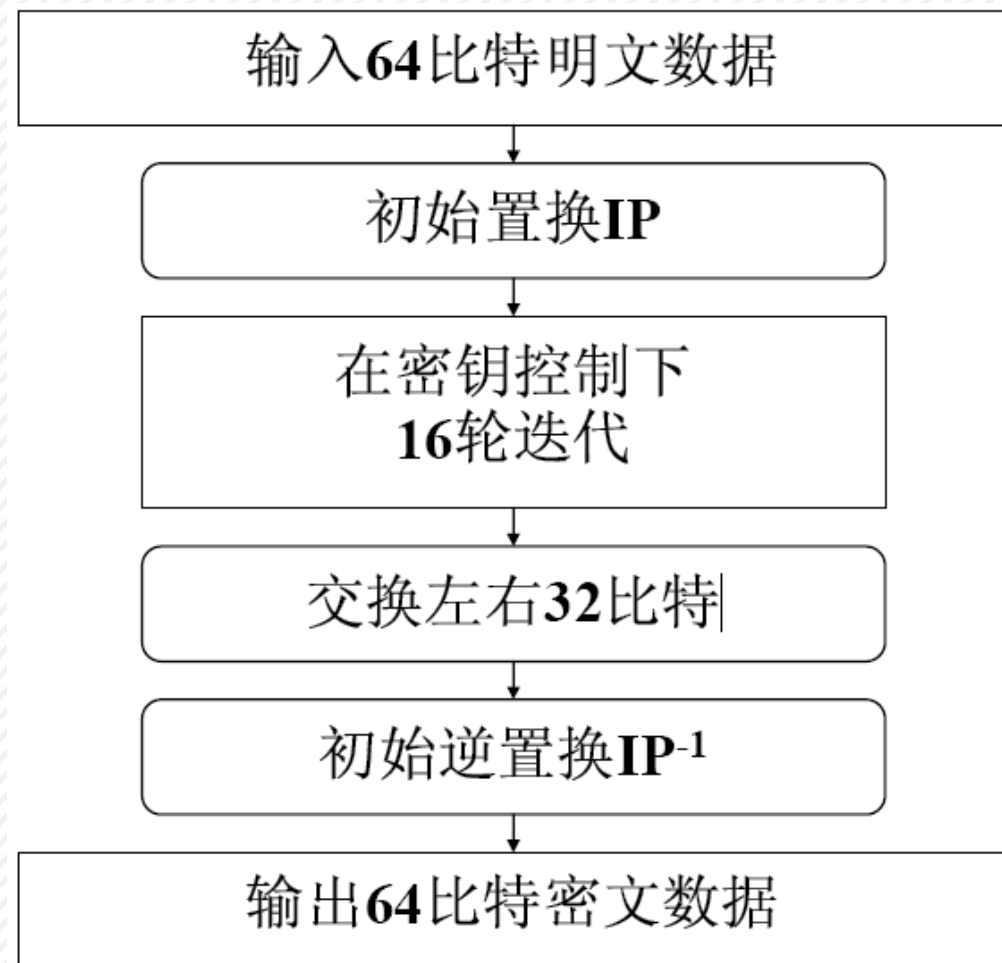 输入64比特明文数据
初始置换IP
在密钥控制下
16轮迭代
交换左右32比特
初始逆置换IP⁻¹
输出64比特密文数据